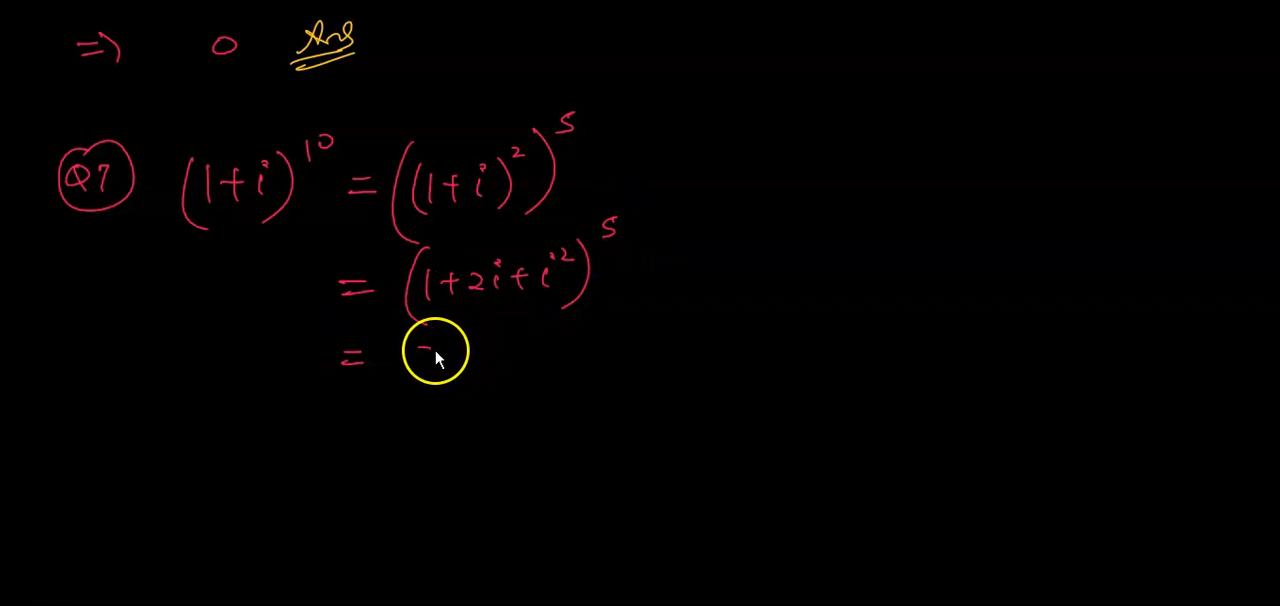 ⇒ 0 Ans
Q7 (1+i)^10 = ((1+i)^2)^5
= (1+2i+i^2)^5
=